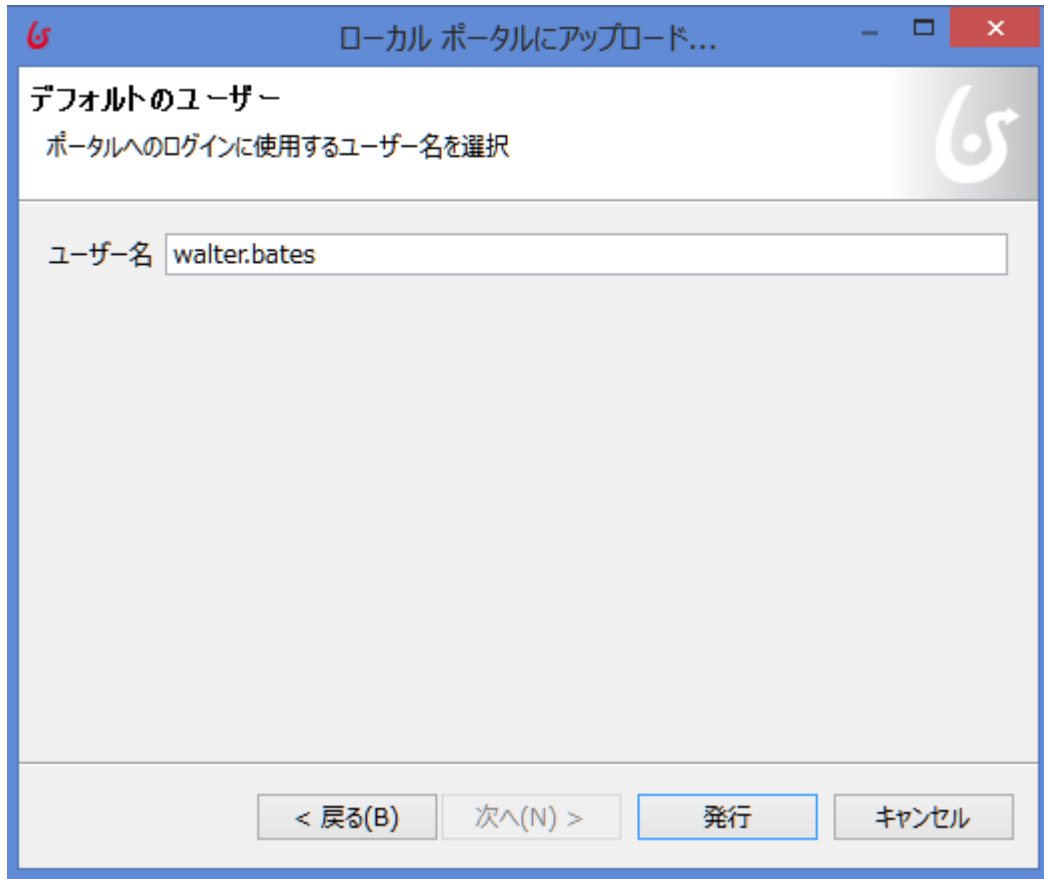 ローカル ポータルにアップロード...
デフォルトのユーザー
ポータルへのログインに使用するユーザー名を選択
ユーザー名 walter.bates
< 戻る(B) 次へ(N) > 発行 キャンセル